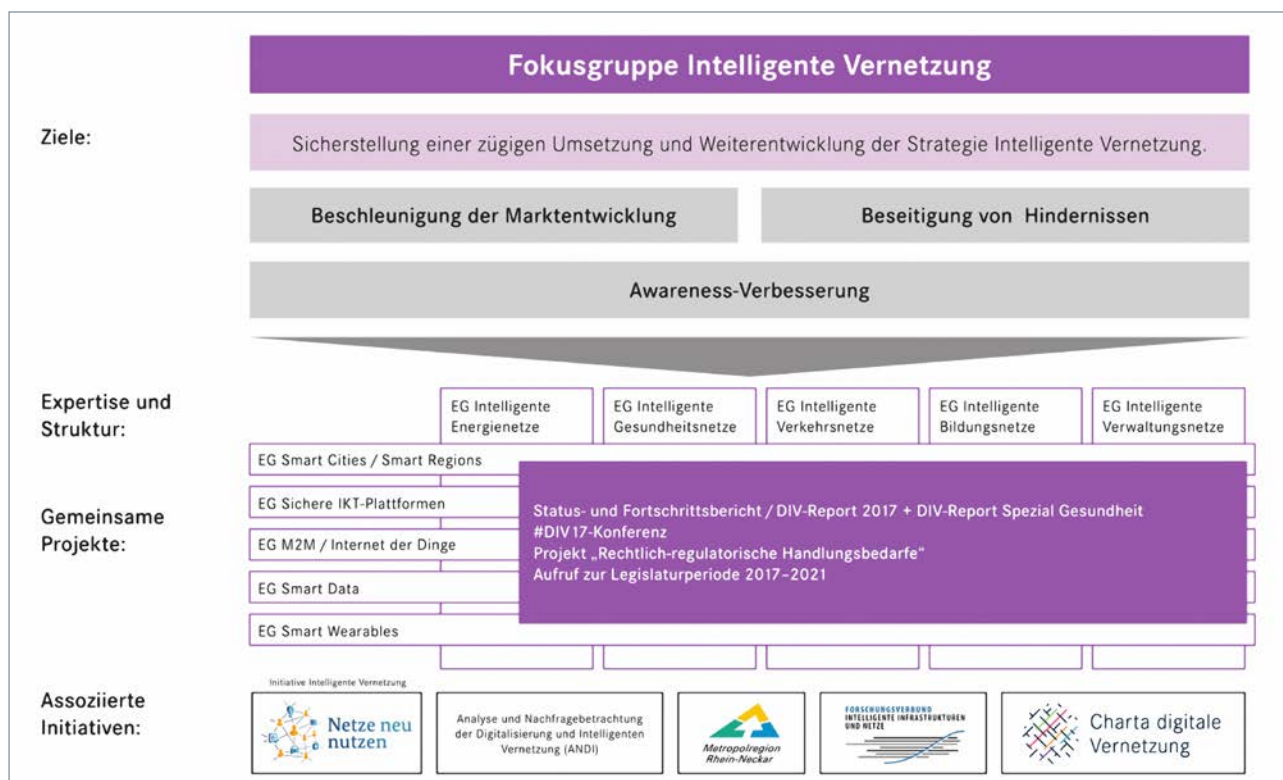 Fokusgruppe Intelligente Vernetzung
Ziele:
Sicherstellung einer zügigen Umsetzung und Weiterentwicklung der Strategie Intelligente Vernetzung.
Beschleunigung der Marktentwicklung
Beseitigung von Hindernissen
Awareness-Verbesserung
Expertise und
Struktur:
EG Intelligente
Energienetze
EG Intelligente
Gesundheitsnetze
EG Intelligente
Verkehrsnetze
EG Intelligente
Bildungsnetze
EG Intelligente
Verwaltungsnetze
EG Smart Cities / Smart Regions
Gemeinsame
Projekte:
EG Sichere IKT-Plattformen
EG M2M / Internet der Dinge
EG Smart Data
EG Smart Wearables
Status- und Fortschrittsbericht / DIV-Report 2017 + DIV-Report Spezial Gesundheit
#DIV17-Konferenz
Projekt „Rechtlich-regulatorische Handlungsbedarfe“
Aufruf zur Legislaturperiode 2017–2021
Assoziierte
Initiativen:
Initiative Intelligente Vernetzung
Netze neu
nutzen
Analyse und Nachfragebetrachtung
der Digitalisierung und Intelligenten
Vernetzung (ANDI)
Metropolregion
Rhein-Neckar
FORSCHUNGSVERBUND
INTELLIGENTE INFRASTRUKTUREN
UND NETZE
Charta digitale
Vernetzung